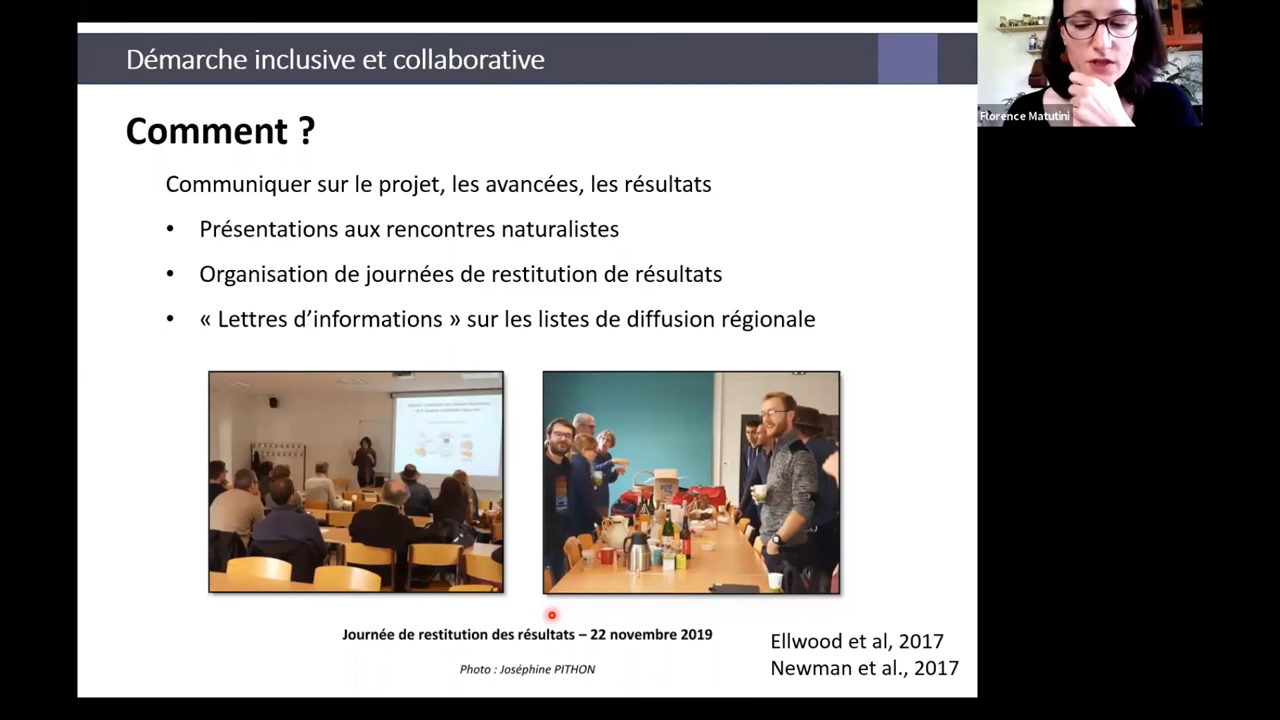 Démarche inclusive et collaborative
Florence Matutini
Comment ?
Communiquer sur le projet, les avancées, les résultats
• Présentations aux rencontres naturalistes
• Organisation de journées de restitution de résultats
• « Lettres d'informations » sur les listes de diffusion régionale
Journée de restitution des résultats – 22 novembre 2019
Photo : Joséphine PITHON
Ellwood et al, 2017
Newman et al., 2017